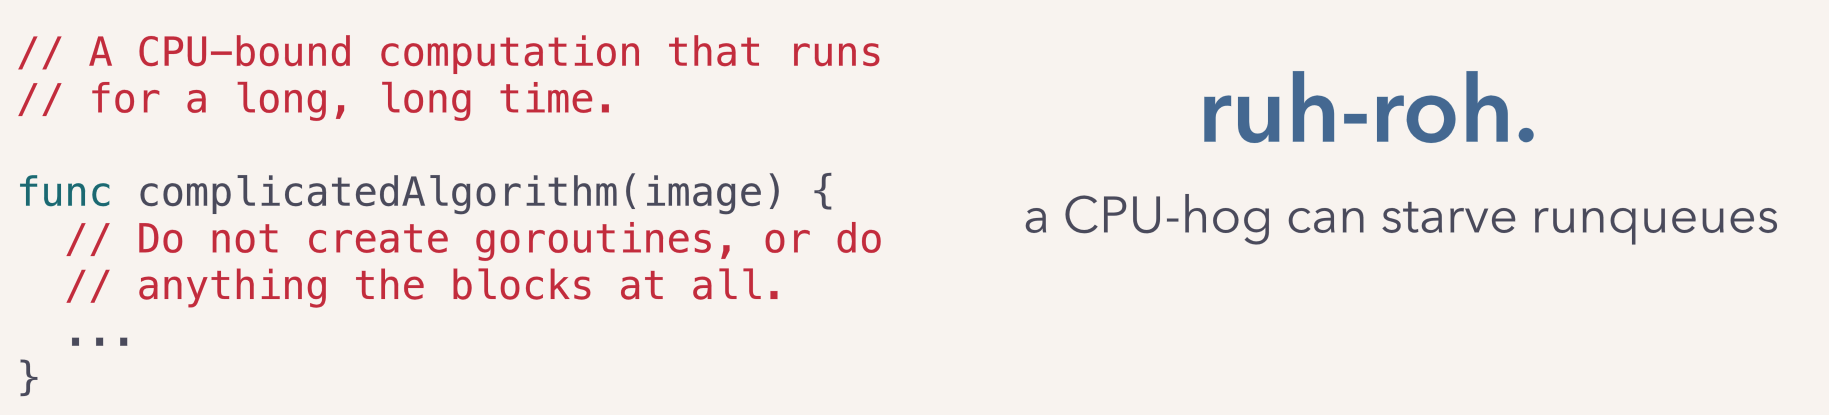 // A CPU-bound computation that runs
// for a long, long time.
func complicatedAlgorithm(image) {
// Do not create goroutines, or do
// anything the blocks at all.
...
}
ruh-roh.
a CPU-hog can starve runqueues